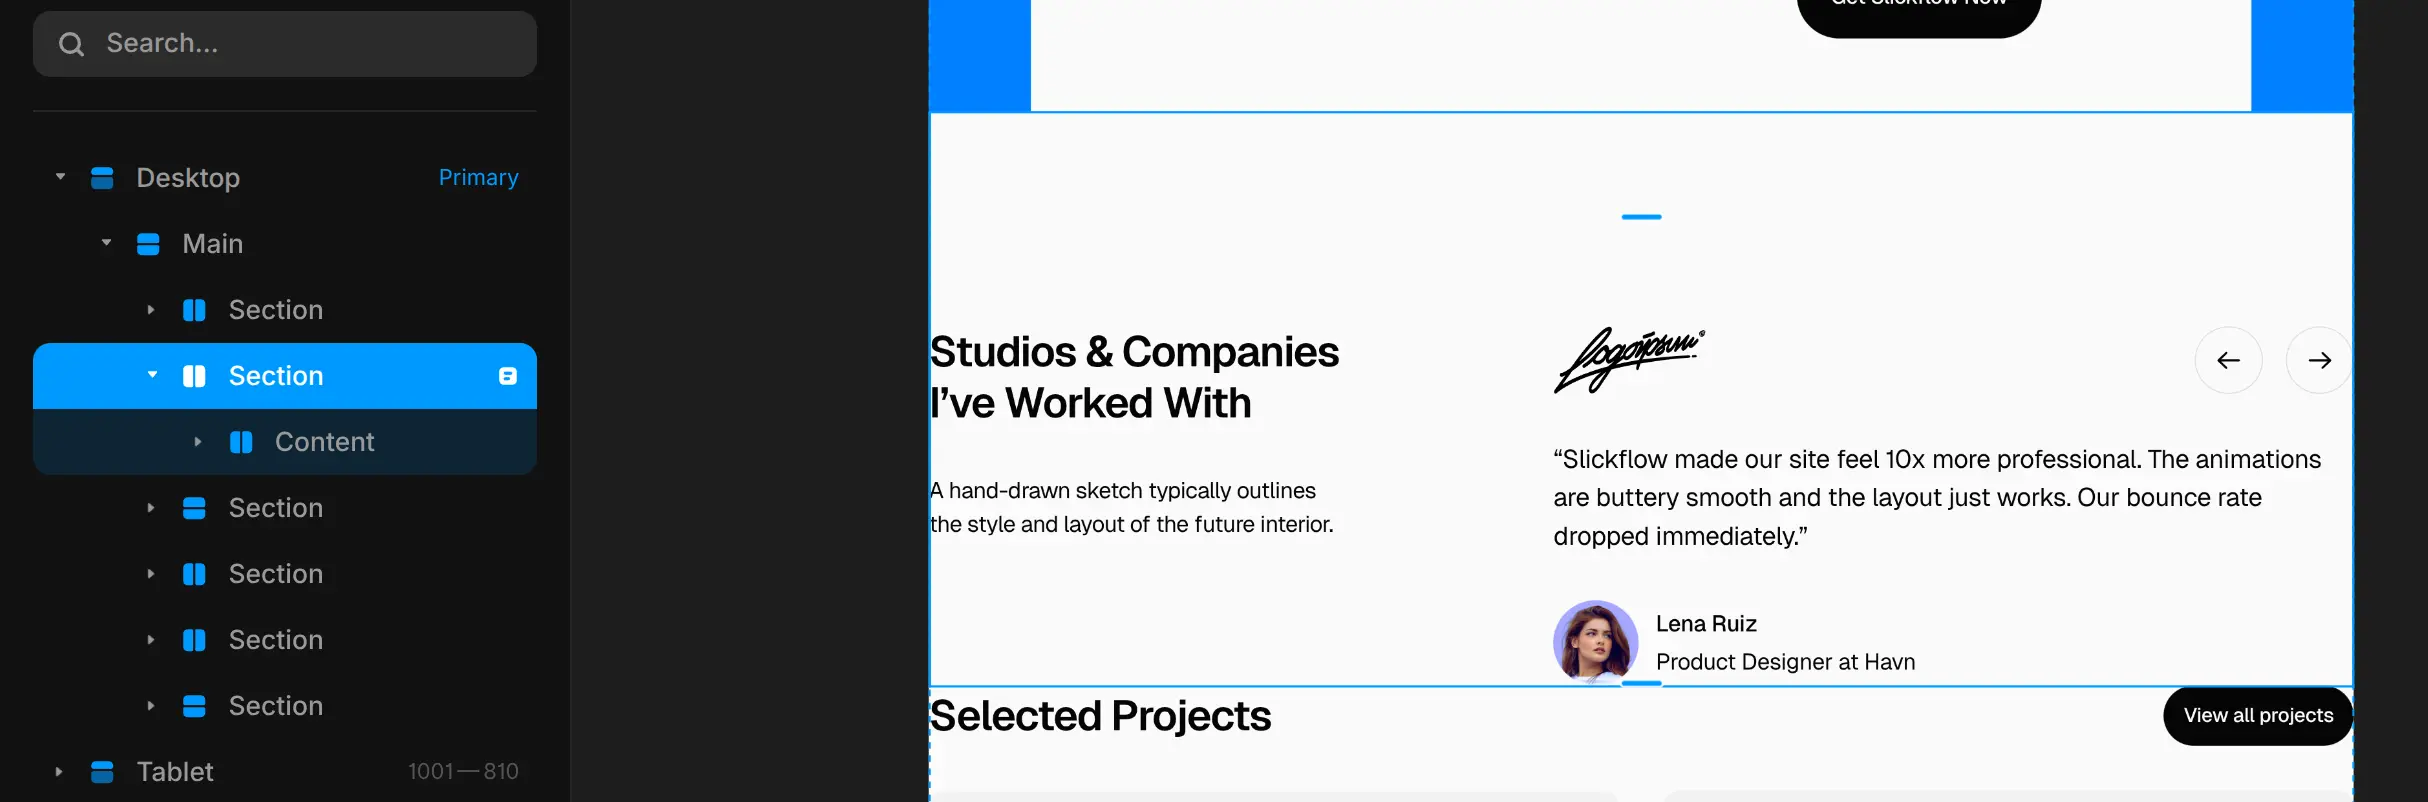 Search...
Desktop
Primary
Main
Section
Section
Content
Section
Section
Section
Section
Tablet
1001—810
Get Slickflow Now
Studios & Companies
I’ve Worked With
A hand-drawn sketch typically outlines
the style and layout of the future interior.
logoipsum
“Slickflow made our site feel 10x more professional. The animations
are buttery smooth and the layout just works. Our bounce rate
dropped immediately.”
Lena Ruiz
Product Designer at Havn
Selected Projects
View all projects